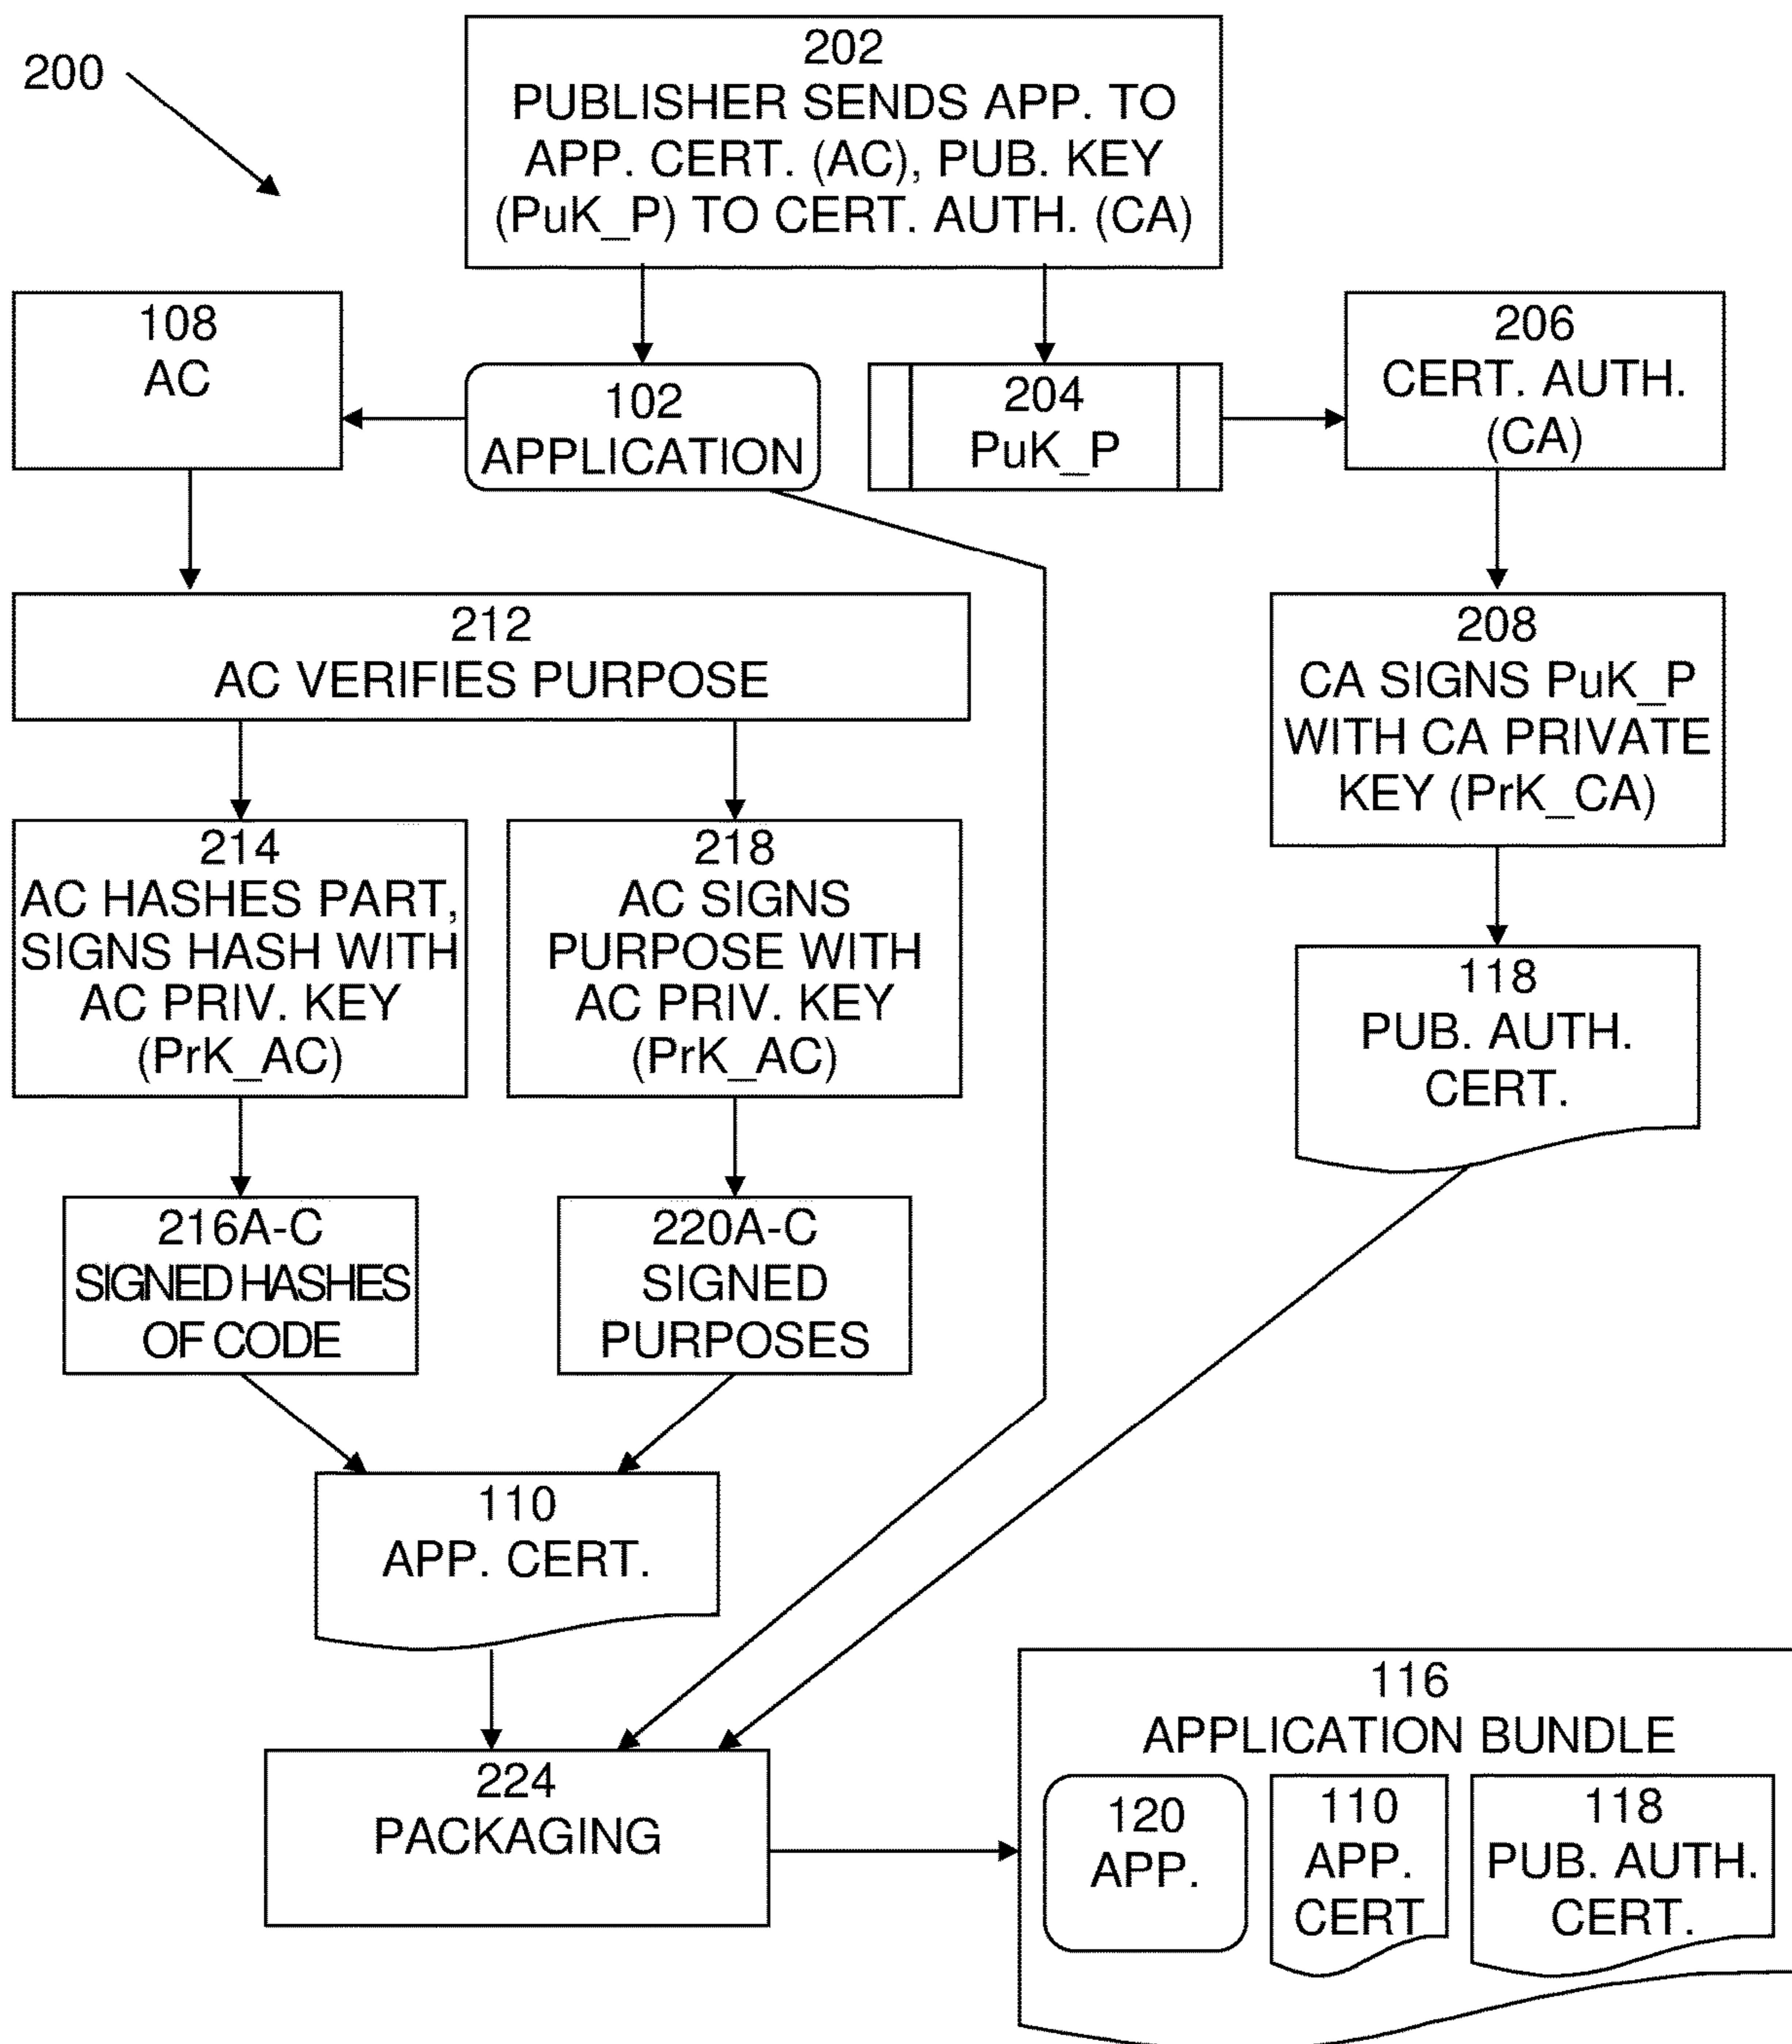 200
202
PUBLISHER SENDS APP. TO
APP. CERT. (AC), PUB. KEY
(PuK_P) TO CERT. AUTH. (CA)
108
AC
102
APPLICATION
204
PuK_P
206
CERT. AUTH.
(CA)
212
AC VERIFIES PURPOSE
208
CA SIGNS PuK_P
WITH CA PRIVATE
KEY (PrK_CA)
214
AC HASHES PART,
SIGNS HASH WITH
AC PRIV. KEY
(PrK_AC)
218
AC SIGNS
PURPOSE WITH
AC PRIV. KEY
(PrK_AC)
118
PUB. AUTH.
CERT.
216A-C
SIGNED HASHES
OF CODE
220A-C
SIGNED
PURPOSES
110
APP. CERT.
224
PACKAGING
116
APPLICATION BUNDLE
120
APP.
110
APP.
CERT
118
PUB. AUTH.
CERT.